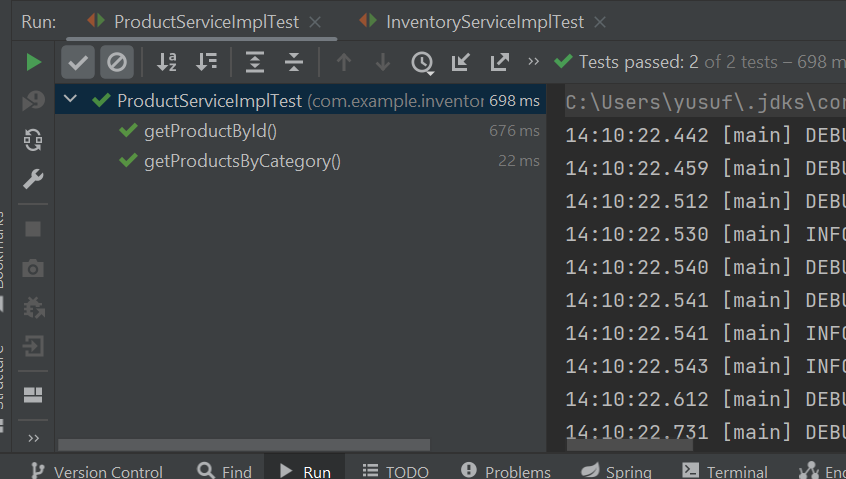 Run: ProductServiceImplTest InventoryServiceImplTest
Tests passed: 2 of 2 tests – 698 m
ProductServiceImplTest (com.example.inventor 698 ms
getProductById() 676 ms
getProductsByCategory() 22 ms
C:\Users\yusuf\.jdks\cor
14:10:22.442 [main] DEBU
14:10:22.459 [main] DEBU
14:10:22.512 [main] DEBU
14:10:22.530 [main] INFO
14:10:22.540 [main] DEBU
14:10:22.541 [main] DEBU
14:10:22.541 [main] INFO
14:10:22.543 [main] INFO
14:10:22.612 [main] DEBU
14:10:22.731 [main] DEBU
Bookmarks
Structure
Version Control Find Run TODO Problems Spring Terminal En